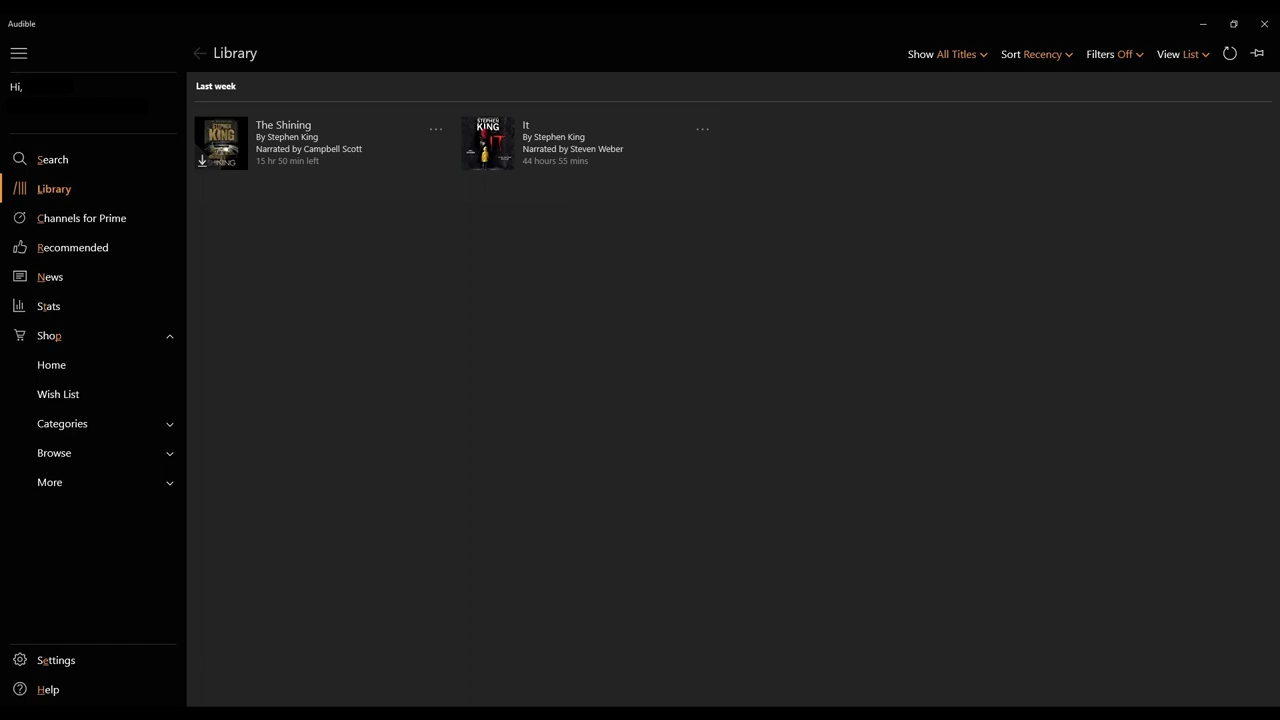 Audible
Library
Show All Titles
Sort Recency
Filters Off
View List
Hi,
Search
Library
Channels for Prime
Recommended
News
Stats
Shop
Home
Wish List
Categories
Browse
More
Settings
Help
Last week
KING
The Shining
By Stephen King
Narrated by Campbell Scott
15 hr 50 min left
STEPHEN
KING
It
By Stephen King
Narrated by Steven Weber
44 hours 55 mins